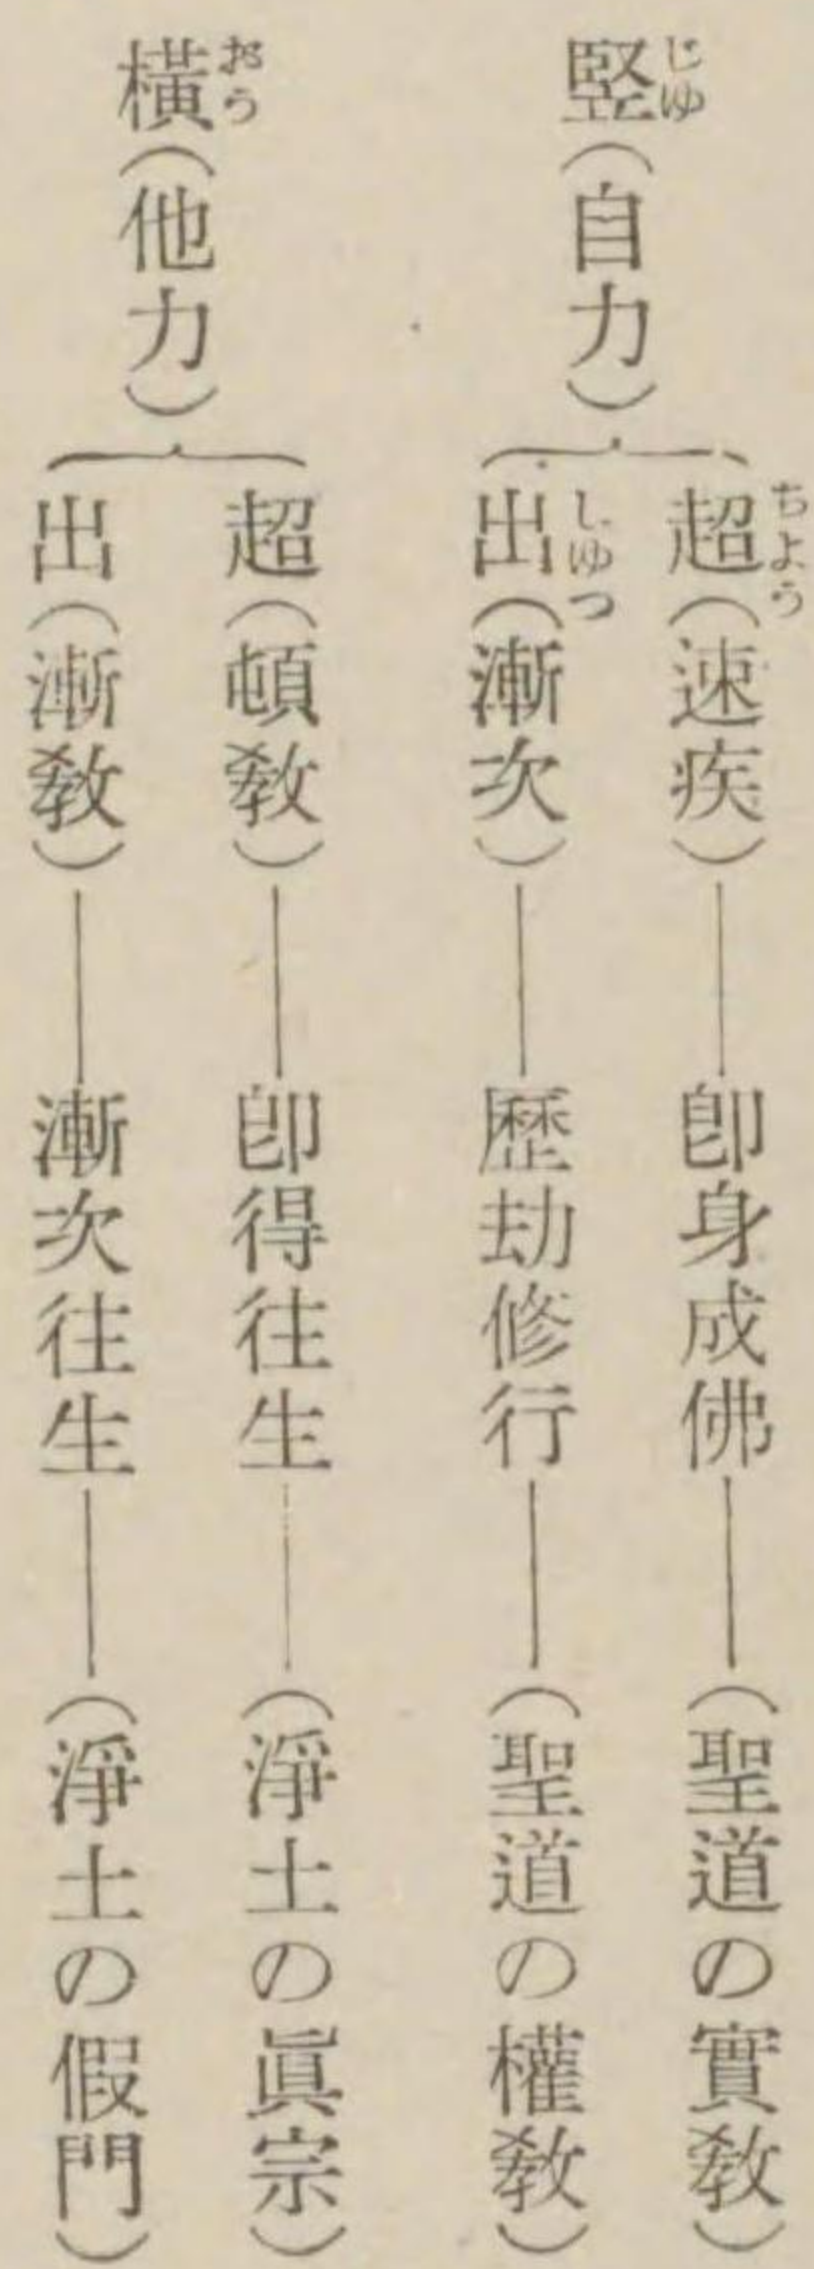 竪（自力）
超（速疾）――卽身成佛――（聖道の實教）
出（漸次）――歷劫修行――（聖道の權教）
橫（他力）
超（頓教）――卽得往生――（淨土の眞宗）
出（漸教）――漸次往生――（淨土の假門）
じゆ
ちよう
しゆつ
おう